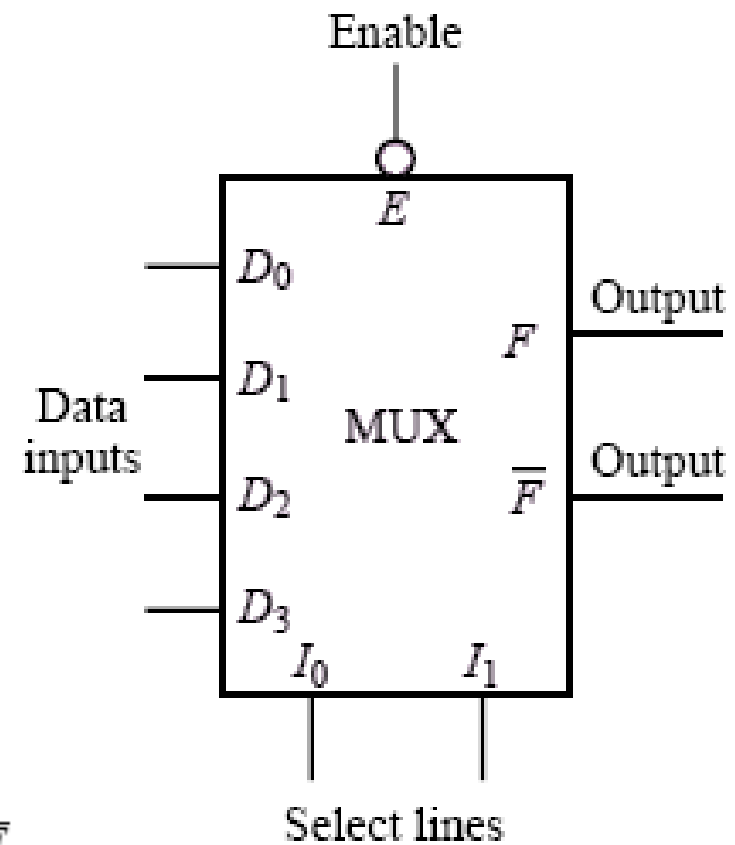 Enable
E
D0
Output
F
D1
Data
inputs
MUX
Output
F̅
D2
D3
I0 I1
Select lines